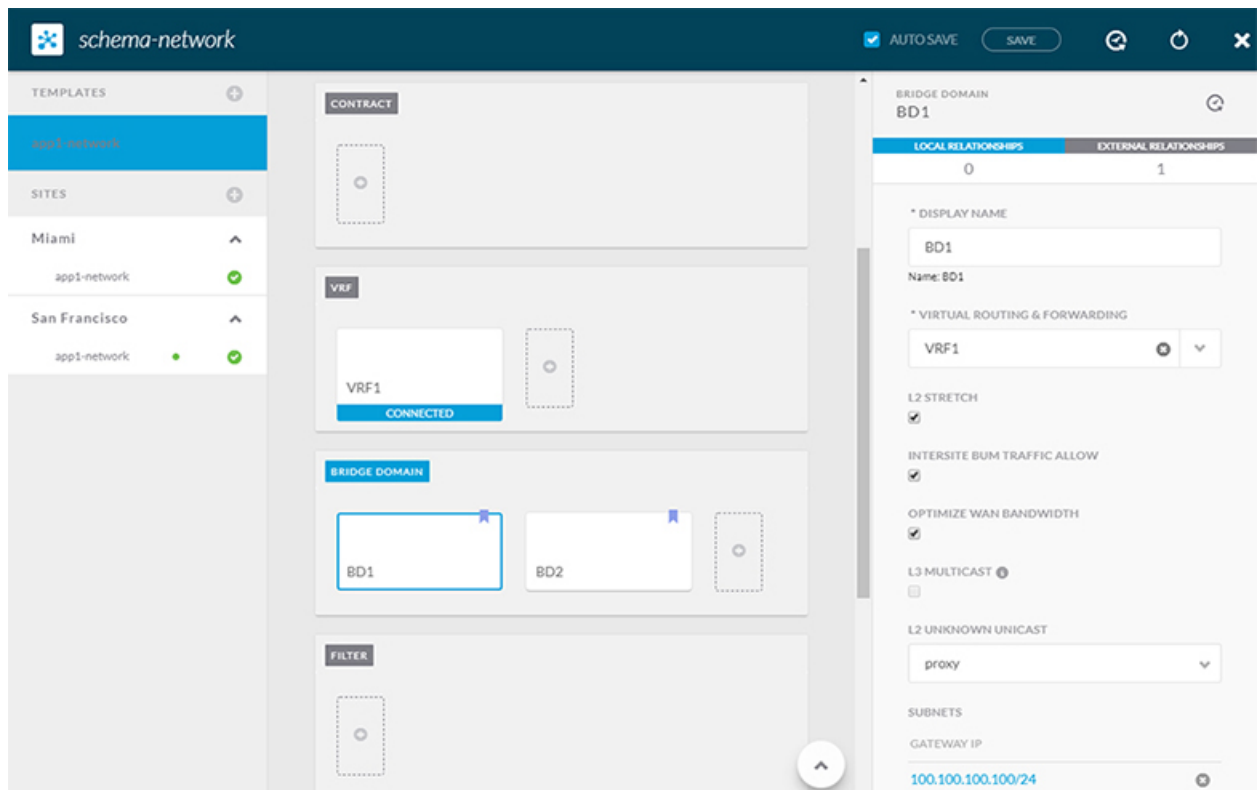 schema-network
AUTO SAVE
SAVE
TEMPLATES
app1-network
SITES
Miami
app1-network
San Francisco
app1-network
CONTRACT
VRF
VRF1
CONNECTED
BRIDGE DOMAIN
BD1
BD2
FILTER
BRIDGE DOMAIN
BD1
LOCAL RELATIONSHIPS
EXTERNAL RELATIONSHIPS
0
1
* DISPLAY NAME
BD1
Name: BD1
* VIRTUAL ROUTING & FORWARDING
VRF1
L2 STRETCH
INTERSITE BUM TRAFFIC ALLOW
OPTIMIZE WAN BANDWIDTH
L3 MULTICAST
L2 UNKNOWN UNICAST
proxy
SUBNETS
GATEWAY IP
100.100.100.100/24